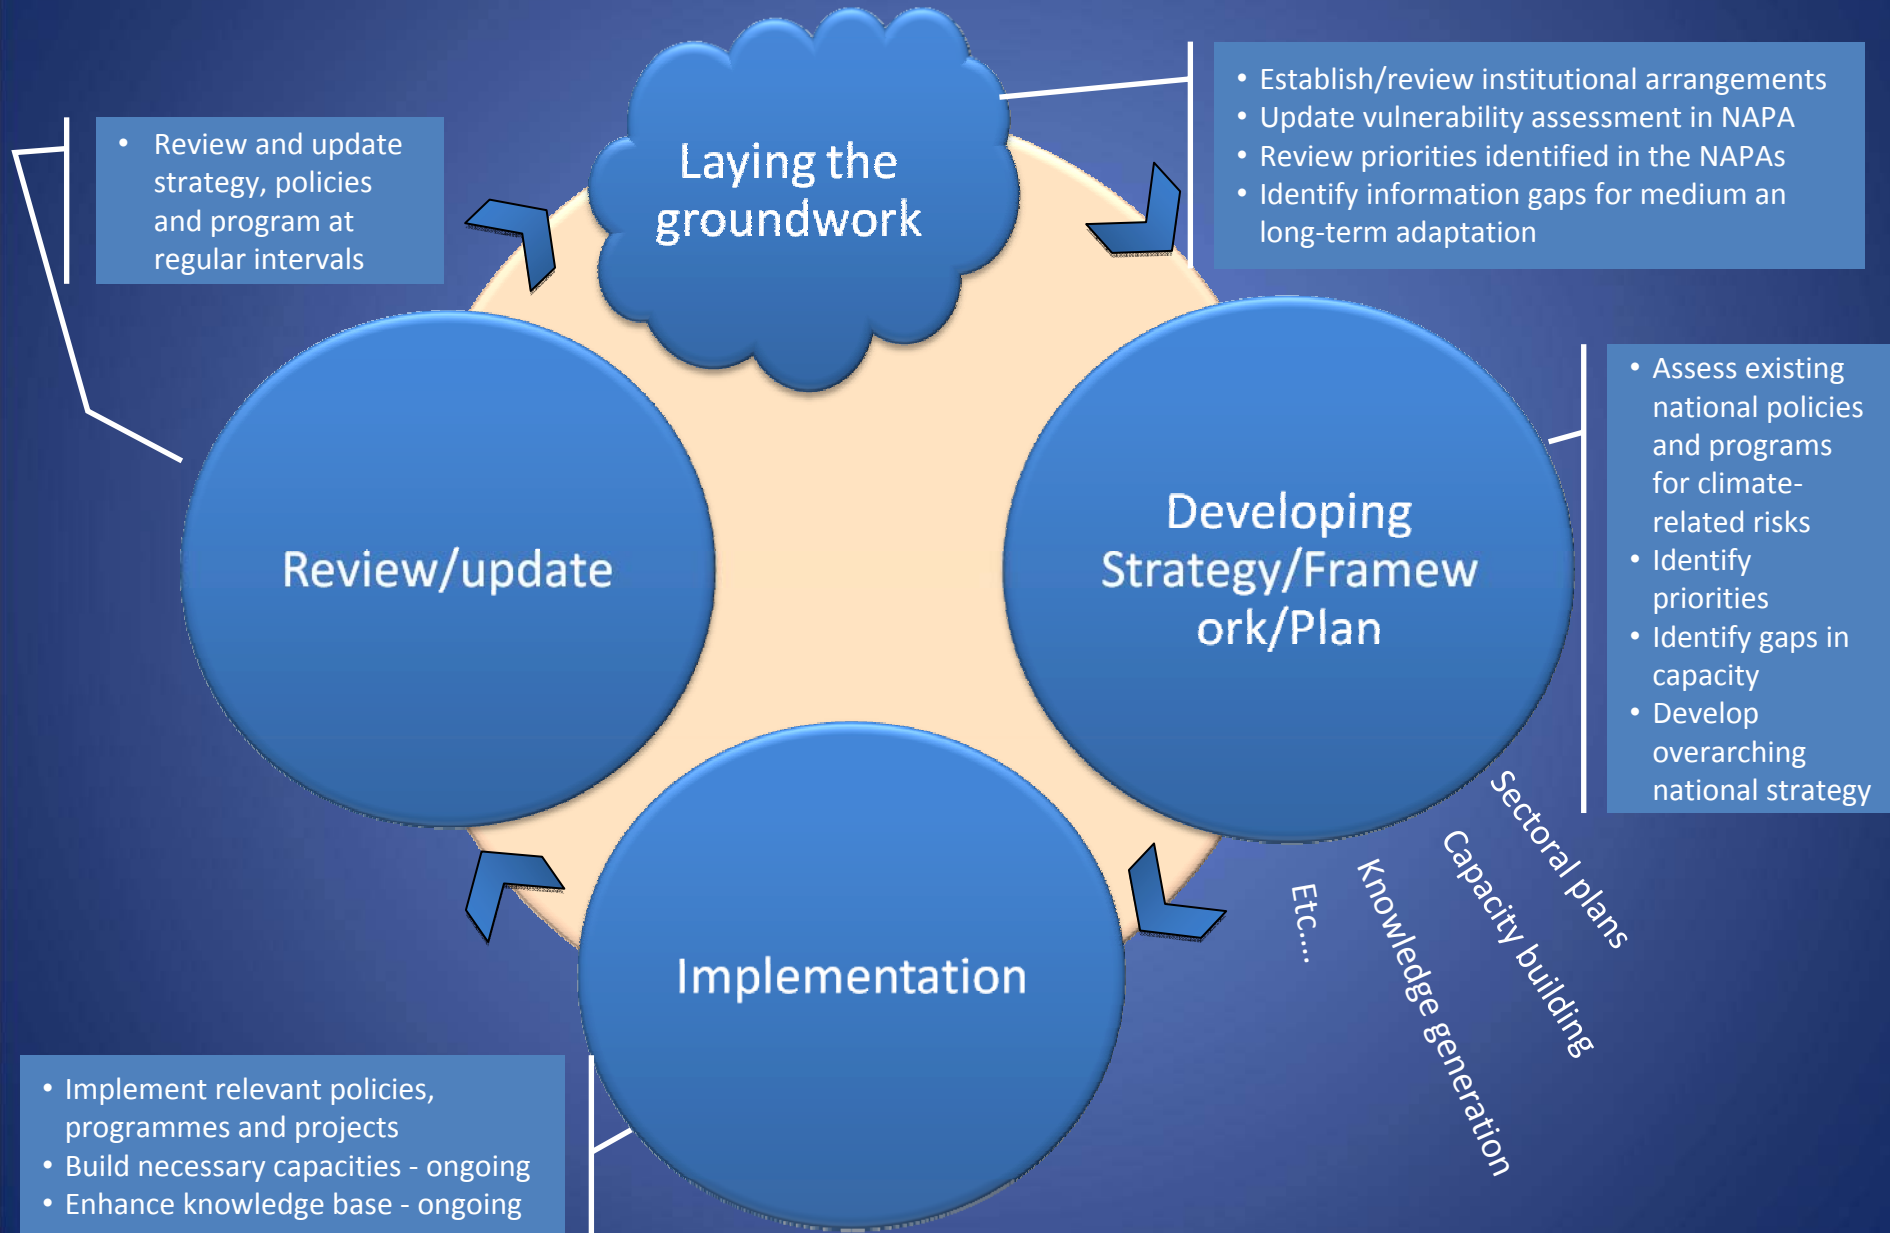 Laying the
groundwork
• Establish/review institutional arrangements
• Update vulnerability assessment in NAPA
• Review priorities identified in the NAPAs
• Identify information gaps for medium an
long-term adaptation
• Review and update
strategy, policies
and program at
regular intervals
Review/update
Developing
Strategy/Framew
ork/Plan
• Assess existing
national policies
and programs
for climate-
related risks
• Identify
priorities
• Identify gaps in
capacity
• Develop
overarching
national strategy
Sectoral plans
Capacity building
Knowledge generation
Etc....
Implementation
• Implement relevant policies,
programmes and projects
• Build necessary capacities - ongoing
• Enhance knowledge base - ongoing